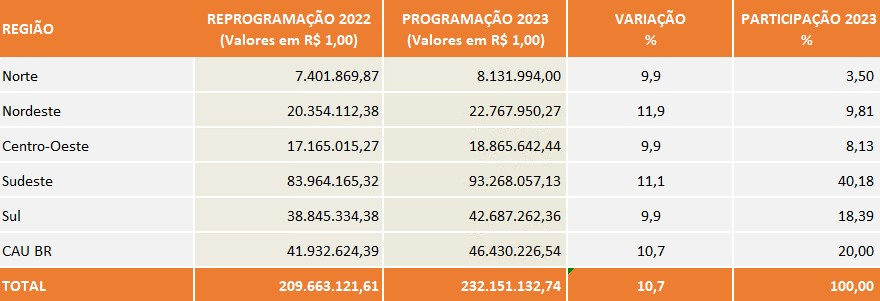 REGIÃO REPROGRAMAÇÃO 2022 (Valores em R$ 1,00) PROGRAMAÇÃO 2023 (Valores em R$ 1,00) VARIAÇÃO % PARTICIPAÇÃO 2023 %
Norte 7.401.869,87 8.131.994,00 9,9 3,50
Nordeste 20.354.112,38 22.767.950,27 11,9 9,81
Centro-Oeste 17.165.015,27 18.865.642,44 9,9 8,13
Sudeste 83.964.165,32 93.268.057,13 11,1 40,18
Sul 38.845.334,38 42.687.262,36 9,9 18,39
CAU BR 41.932.624,39 46.430.226,54 10,7 20,00
TOTAL 209.663.121,61 232.151.132,74 10,7 100,00